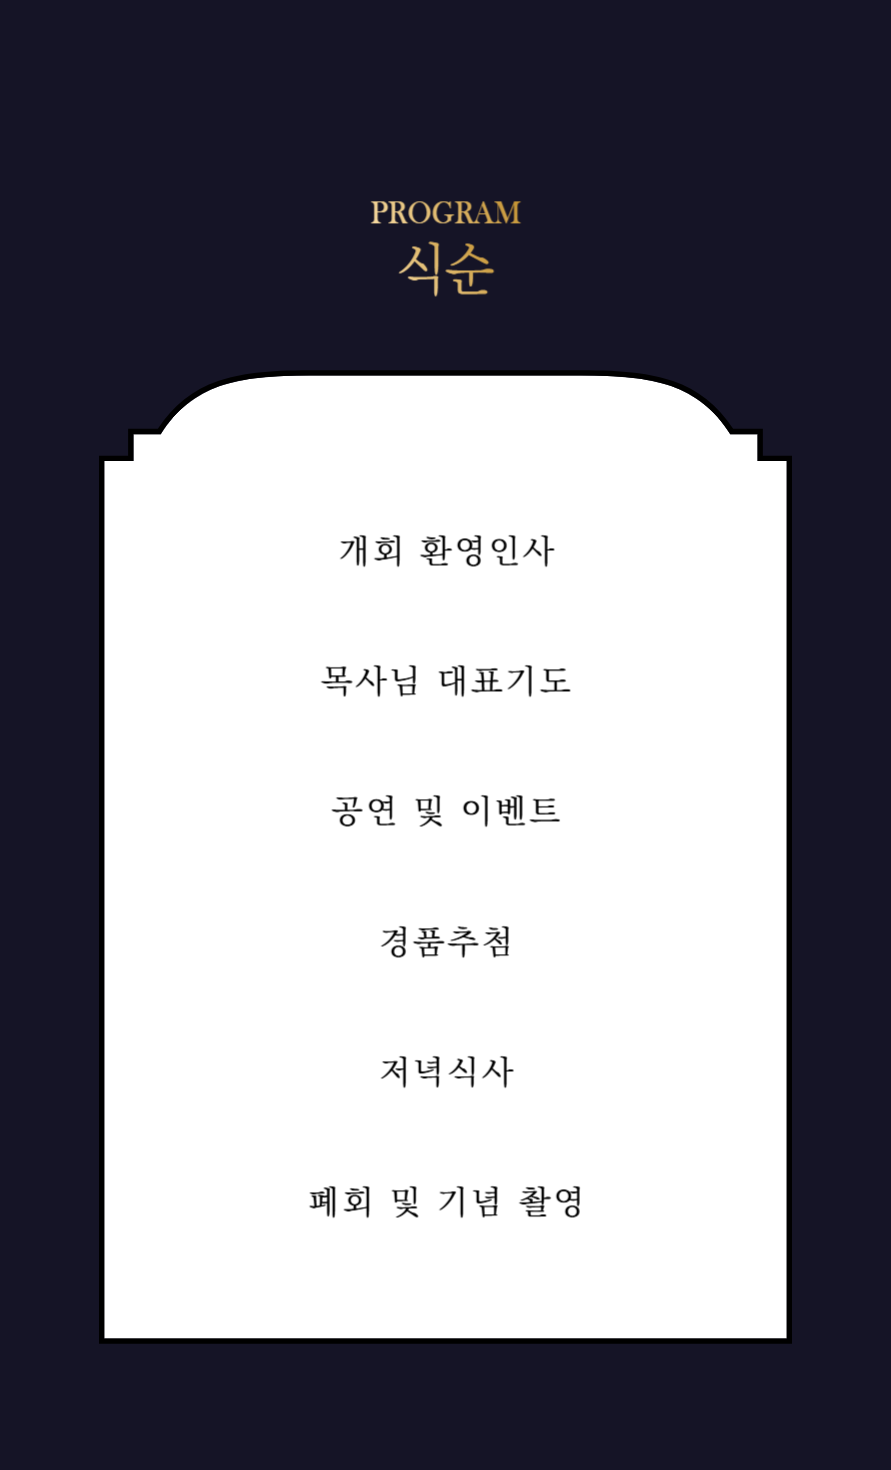 PROGRAM
식순
개회 환영인사
목사님 대표기도
공연 및 이벤트
경품추첨
저녁식사
폐회 및 기념 촬영